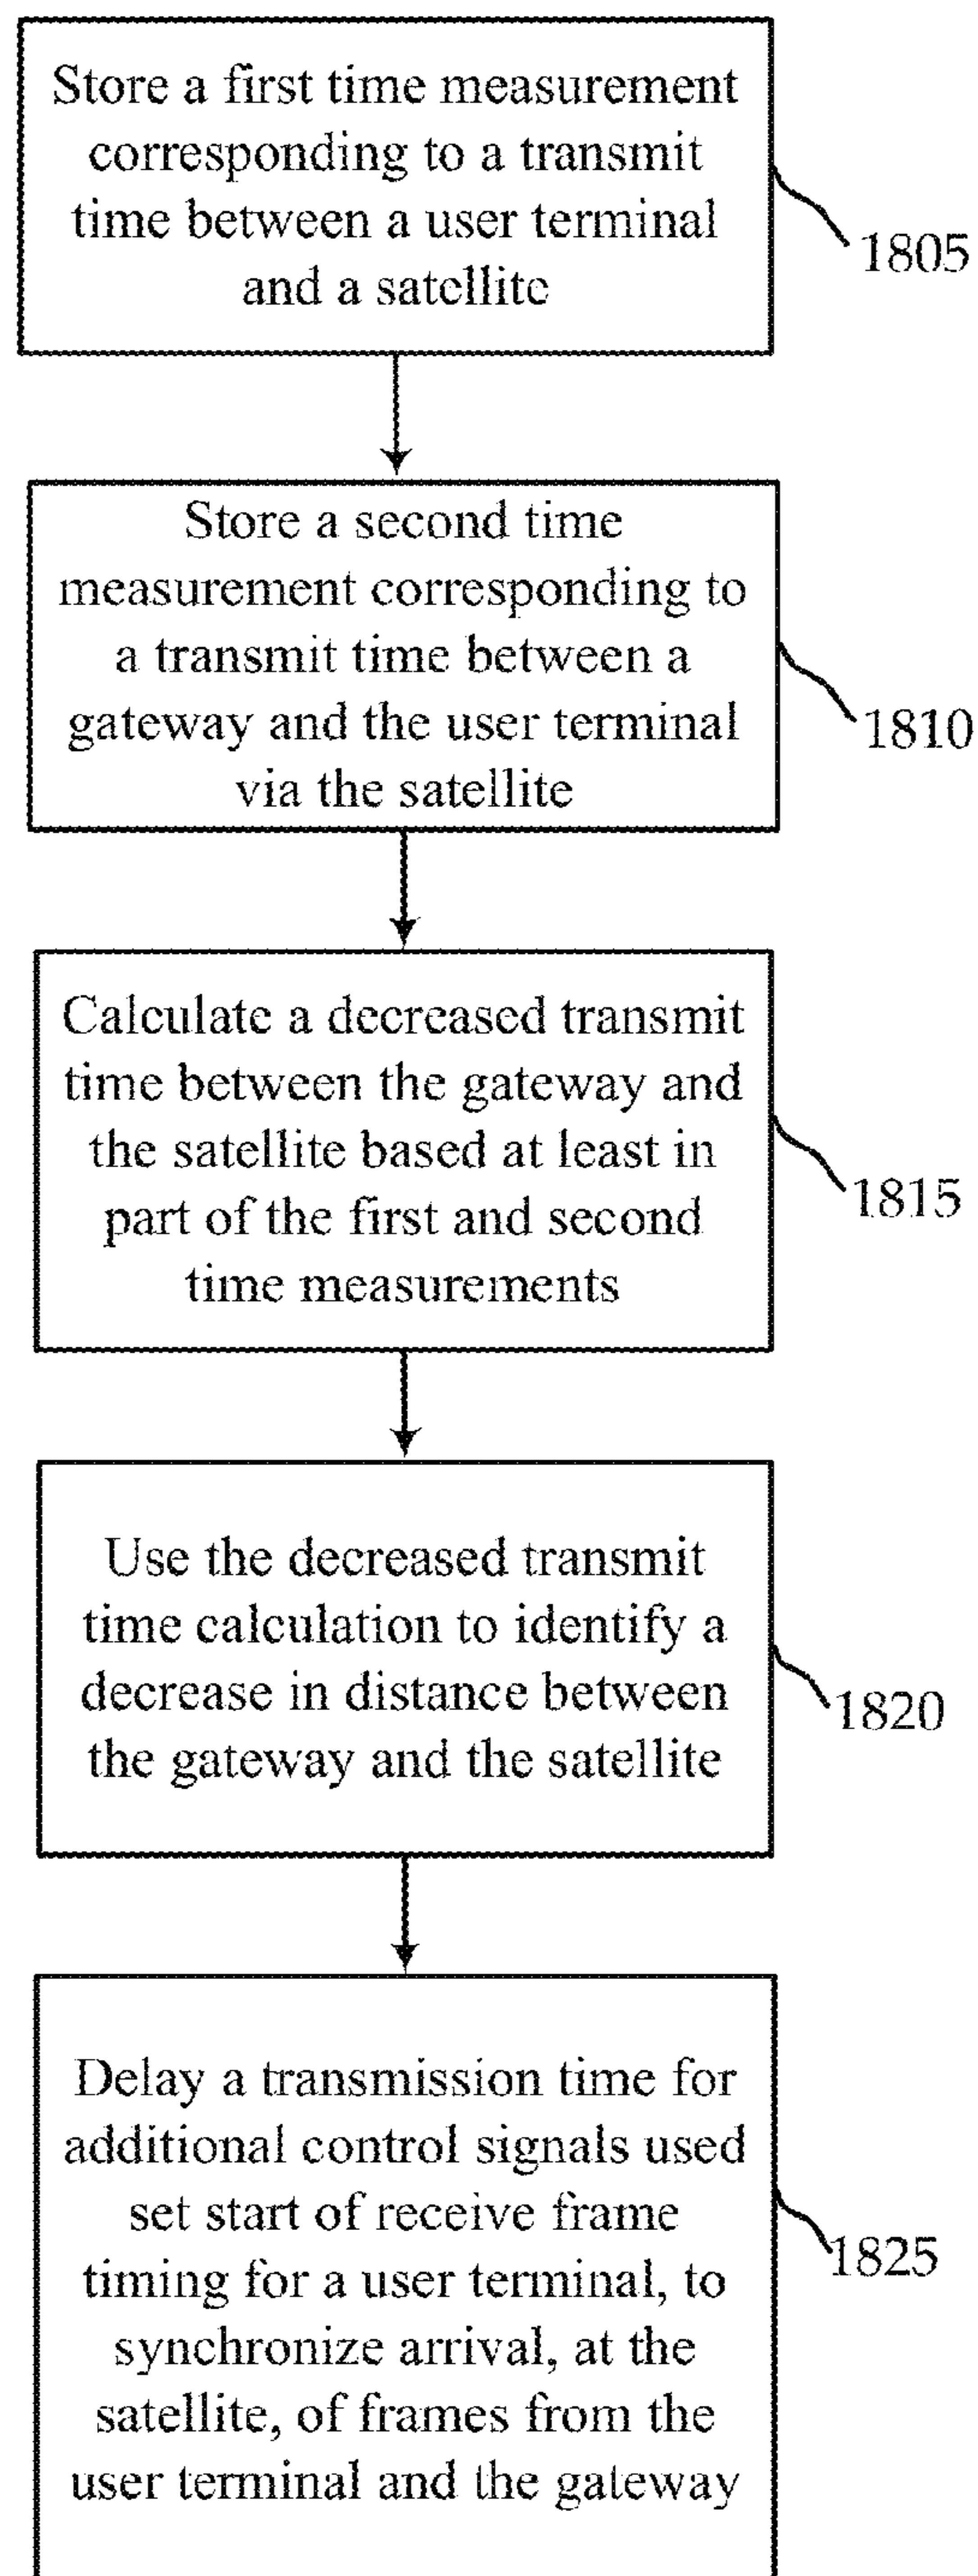 Store a first time measurement
corresponding to a transmit
time between a user terminal
and a satellite
1805
Store a second time
measurement corresponding to
a transmit time between a
gateway and the user terminal
via the satellite
1810
Calculate a decreased transmit
time between the gateway and
the satellite based at least in
part of the first and second
time measurements
1815
Use the decreased transmit
time calculation to identify a
decrease in distance between
the gateway and the satellite
1820
Delay a transmission time for
additional control signals used
set start of receive frame
timing for a user terminal, to
synchronize arrival, at the
satellite, of frames from the
user terminal and the gateway
1825